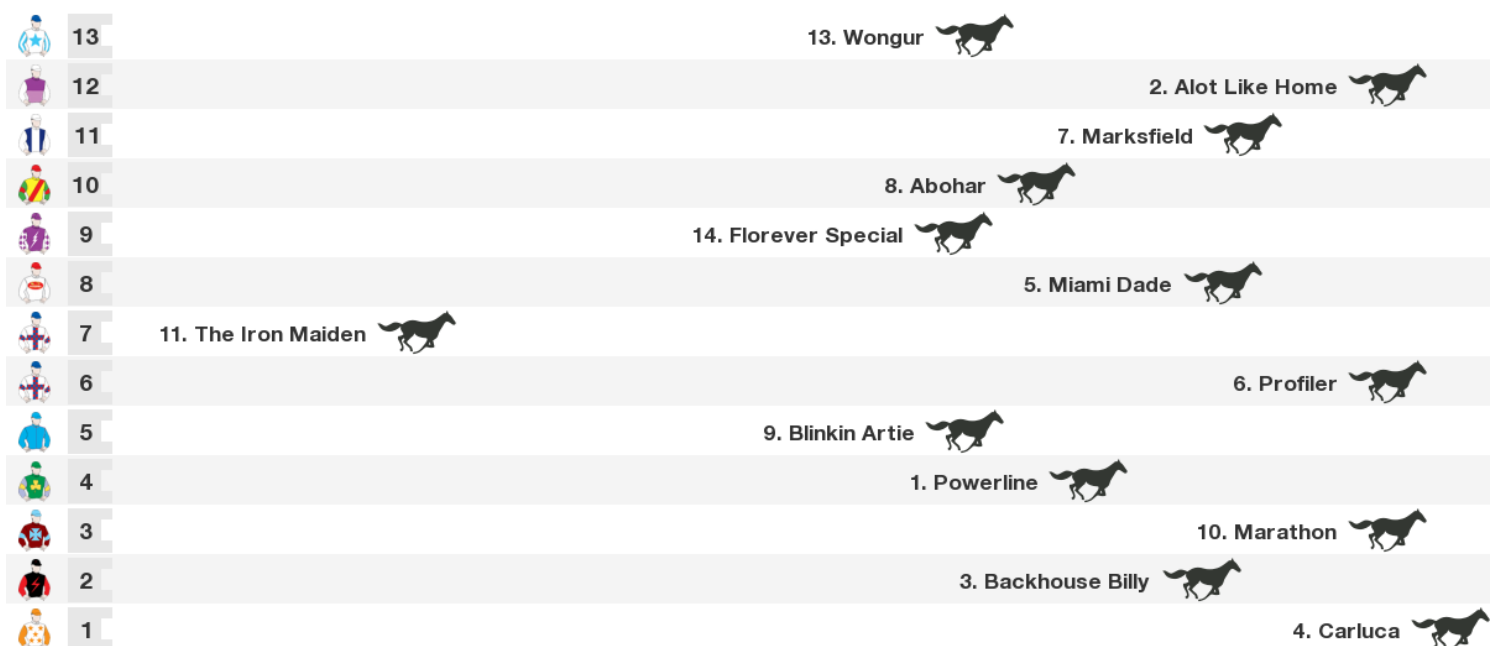 13 13. Wongur
12 2. Alot Like Home
11 7. Marksfield
10 8. Abohar
9 14. Florever Special
8 5. Miami Dade
7 11. The Iron Maiden
6 6. Profiler
5 9. Blinkin Artie
4 1. Powerline
3 10. Marathon
2 3. Backhouse Billy
1 4. Carluca